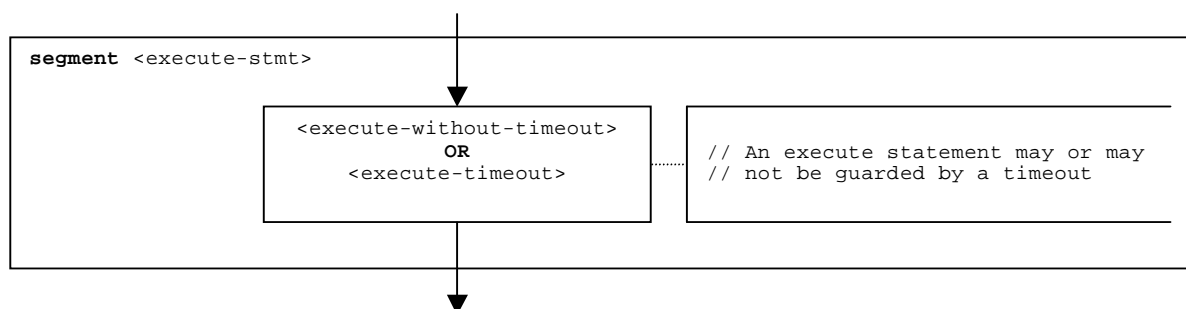 segment <execute-stmt>
<execute-without-timeout>
OR
<execute-timeout>
// An execute statement may or may
// not be guarded by a timeout